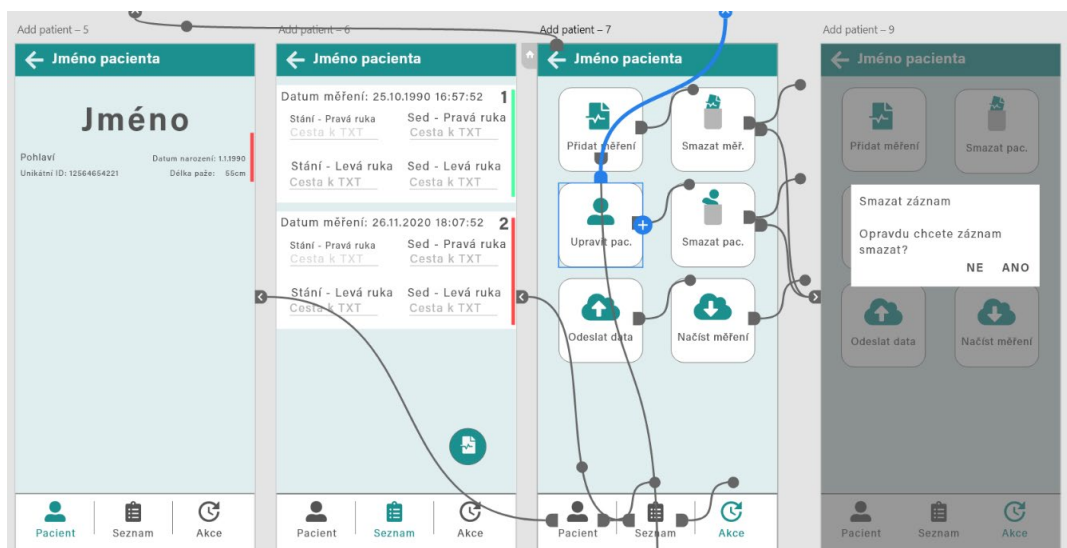 Add patient – 5
Jméno pacienta
Jméno
Pohlaví
Datum narození: 1.1.1990
Unikátní ID: 12564654221
Délka paže: 55cm
Pacient
Seznam
Akce
Add patient – 6
Jméno pacienta
Datum měření: 25.10.1990 16:57:52 1
Stání - Pravá ruka Sed - Pravá ruka
Cesta k TXT Cesta k TXT
Stání - Levá ruka Sed - Levá ruka
Cesta k TXT Cesta k TXT
Datum měření: 26.11.2020 18:07:52 2
Stání - Pravá ruka Sed - Pravá ruka
Cesta k TXT Cesta k TXT
Stání - Levá ruka Sed - Levá ruka
Cesta k TXT Cesta k TXT
Pacient
Seznam
Akce
Add patient – 7
Jméno pacienta
Přidat měření
Smazat měř.
Upravit pac.
Smazat pac.
Odeslat data
Načíst měření
Pacient
Seznam
Akce
Add patient – 9
Jméno pacienta
Přidat měření
Smazat pac.
Smazat záznam
Opravdu chcete záznam
smazat?
NE ANO
Odeslat data
Načíst měření
Pacient
Seznam
Akce